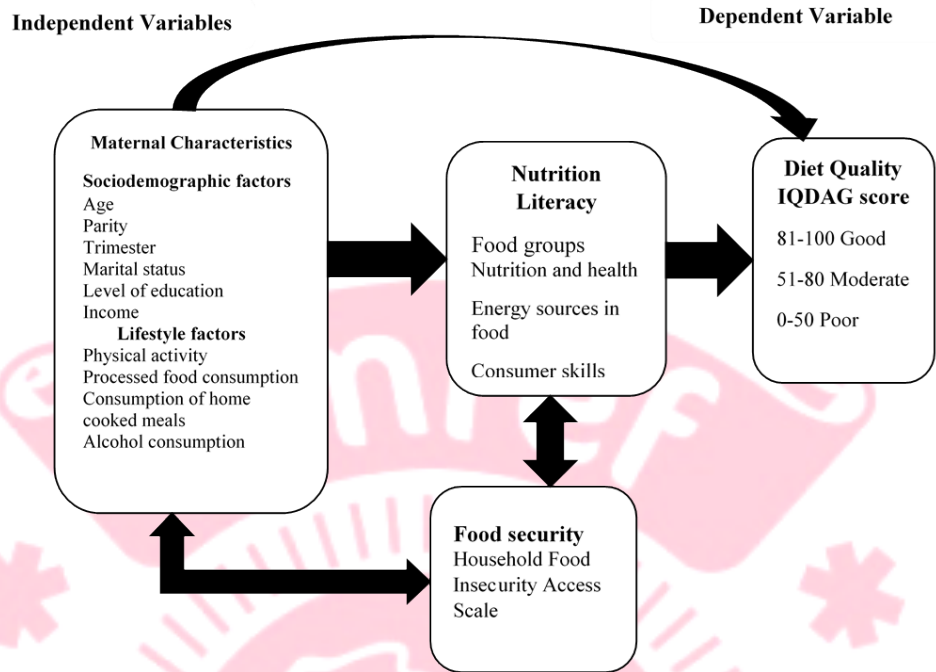 Independent Variables
Dependent Variable
Maternal Characteristics
Sociodemographic factors
Age
Parity
Trimester
Marital status
Level of education
Income
Lifestyle factors
Physical activity
Processed food consumption
Consumption of home
cooked meals
Alcohol consumption
Nutrition
Literacy
Food groups
Nutrition and health
Energy sources in
food
Consumer skills
Diet Quality
IQDAG score
81-100 Good
51-80 Moderate
0-50 Poor
Food security
Household Food
Insecurity Access
Scale